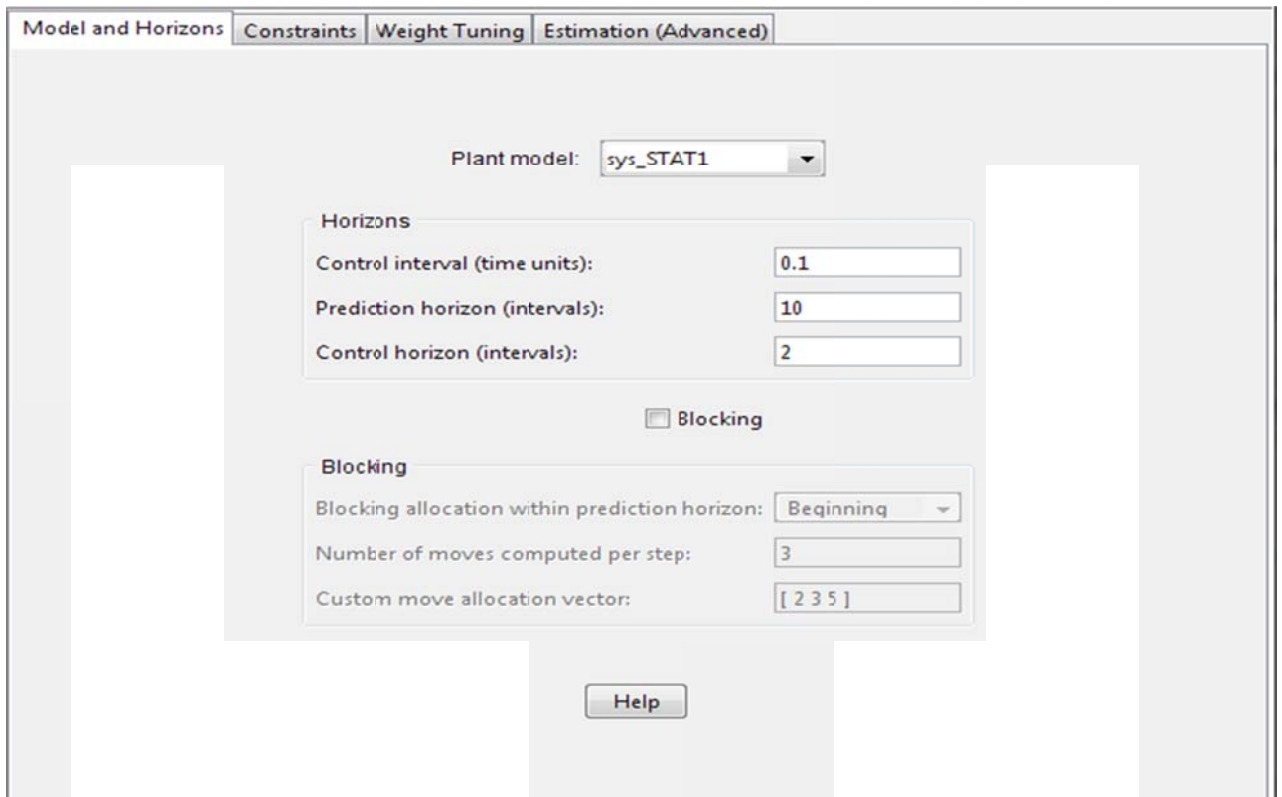 Model and Horizons Constraints Weight Tuning Estimation (Advanced)
Plant model: sys_STAT1
Horizons
Control interval (time units): 0.1
Prediction horizon (intervals): 10
Control horizon (intervals): 2
Blocking
Blocking
Blocking allocation within prediction horizon: Beginning
Number of moves computed per step: 3
Custom move allocation vector: [ 2 3 5 ]
Help